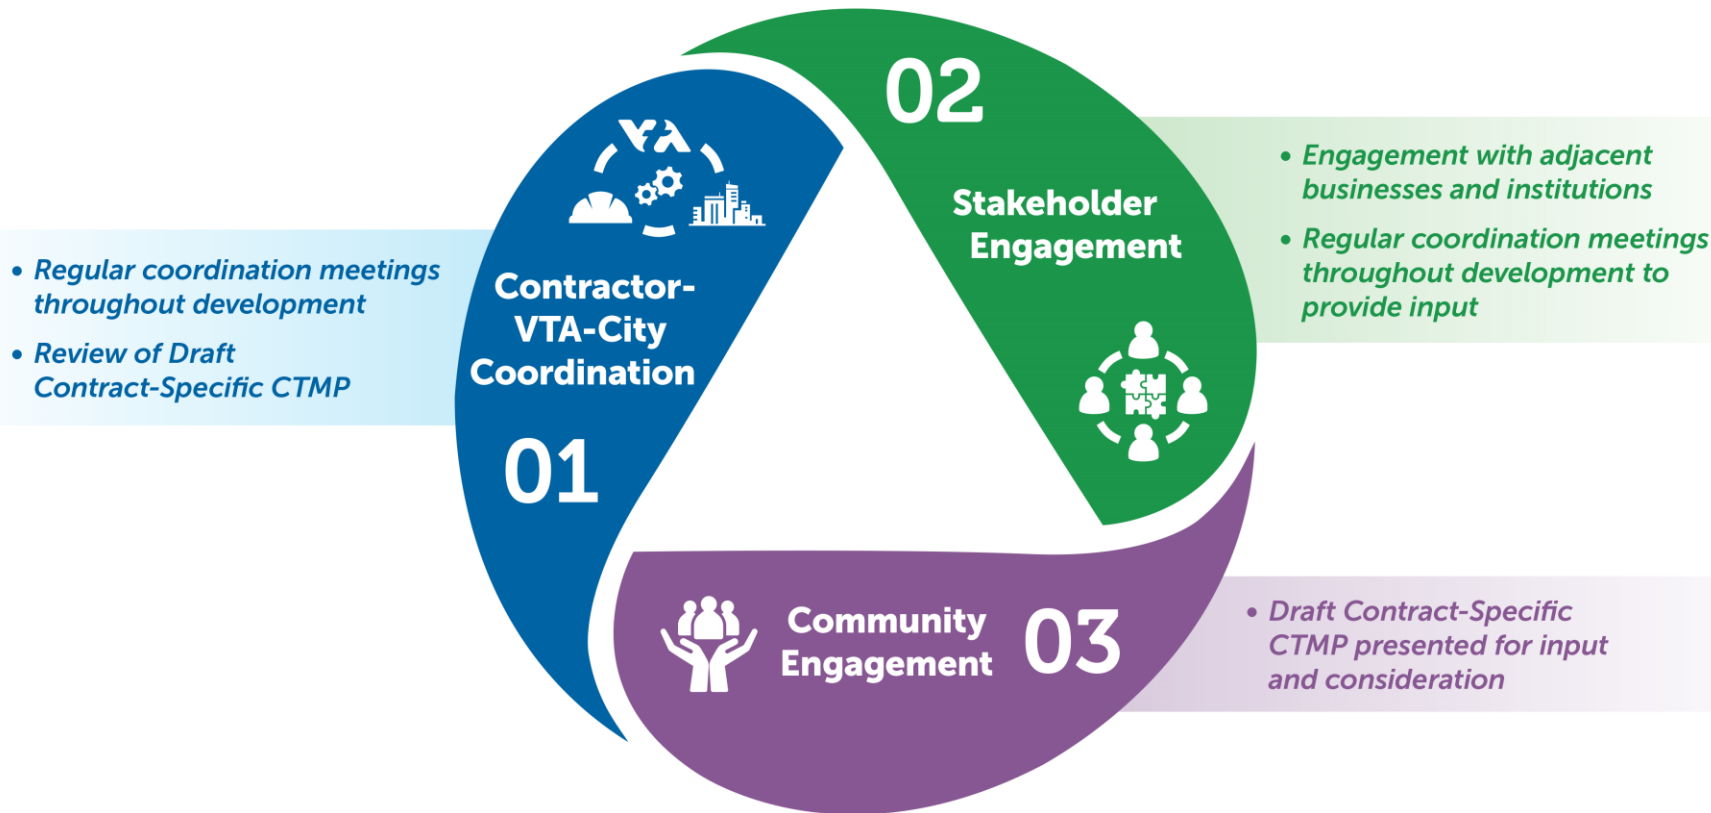 • Regular coordination meetings
throughout development
• Review of Draft
Contract-Specific CTMP
VTA
Contractor-
VTA-City
Coordination
01
02
Stakeholder
Engagement
• Engagement with adjacent
businesses and institutions
• Regular coordination meetings
throughout development to
provide input
Community
Engagement
03
• Draft Contract-Specific
CTMP presented for input
and consideration